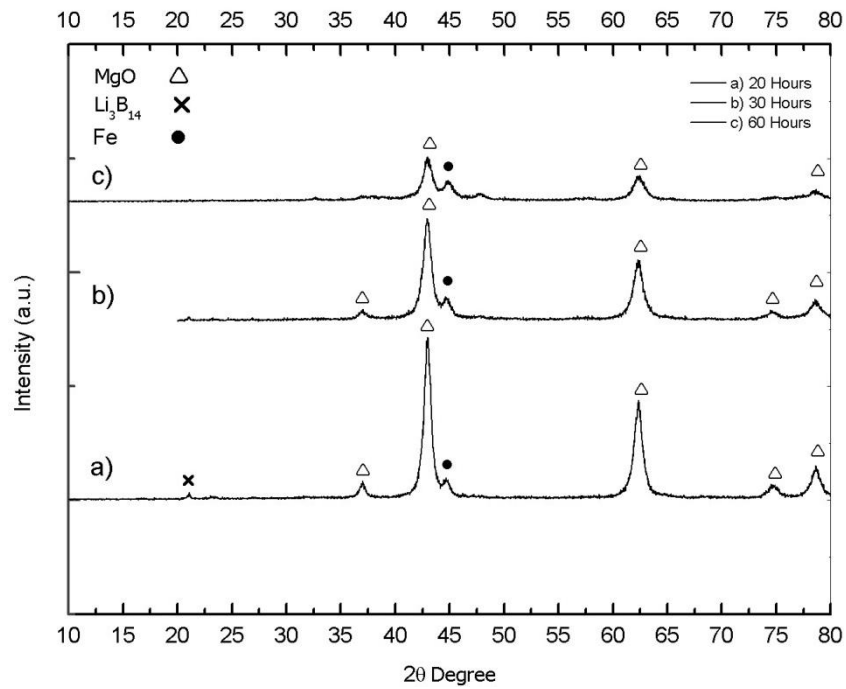 10 15 20 25 30 35 40 45 50 55 60 65 70 75 80
MgO △
Li₃B₁₄ ×
Fe ●
a) 20 Hours
b) 30 Hours
c) 60 Hours
c)
b)
a)
Intensity (a.u.)
10 15 20 25 30 35 40 45 50 55 60 65 70 75 80
2θ Degree